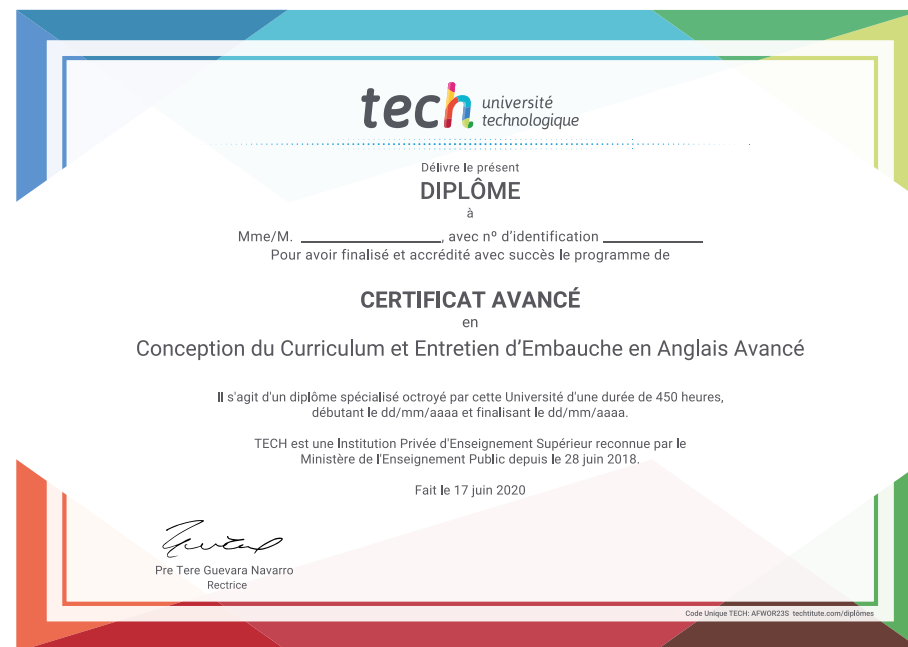 tech université
technologique
Délivre le présent
DIPLÔME
à
Mme/M. ____________________, avec nº d'identification ______________
Pour avoir finalisé et accrédité avec succès le programme de
CERTIFICAT AVANCÉ
en
Conception du Curriculum et Entretien d'Embauche en Anglais Avancé
Il s'agit d'un diplôme spécialisé octroyé par cette Université d'une durée de 450 heures,
débutant le dd/mm/aaaa et finalisant le dd/mm/aaaa.
TECH est une Institution Privée d'Enseignement Supérieur reconnue par le
Ministère de l'Enseignement Public depuis le 28 juin 2018.
Fait le 17 juin 2020
Pre Tere Guevara Navarro
Rectrice
Code Unique TECH: AFWOR23S techtitute.com/diplômes